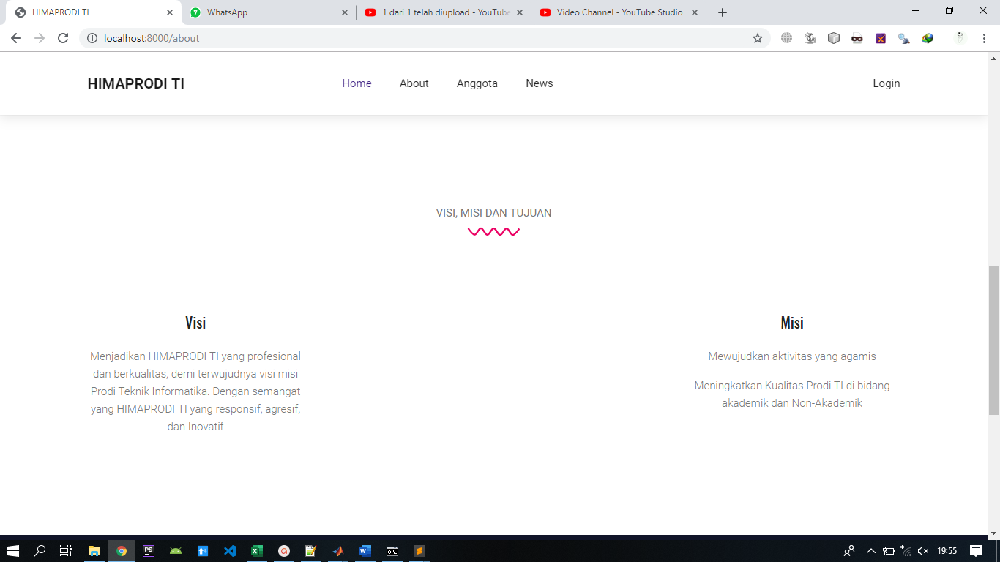 HIMAPRODI TI
WhatsApp
1 dari 1 telah diupload - YouTube
Video Channel - YouTube Studio
localhost:8000/about
HIMAPRODI TI
Home
About
Anggota
News
Login
VISI, MISI DAN TUJUAN
Visi
Menjadikan HIMAPRODI TI yang profesional
dan berkualitas, demi terwujudnya visi misi
Prodi Teknik Informatika. Dengan semangat
yang HIMAPRODI TI yang responsif, agresif,
dan Inovatif
Misi
Mewujudkan aktivitas yang agamis
Meningkatkan Kualitas Prodi TI di bidang
akademik dan Non-Akademik
19:55